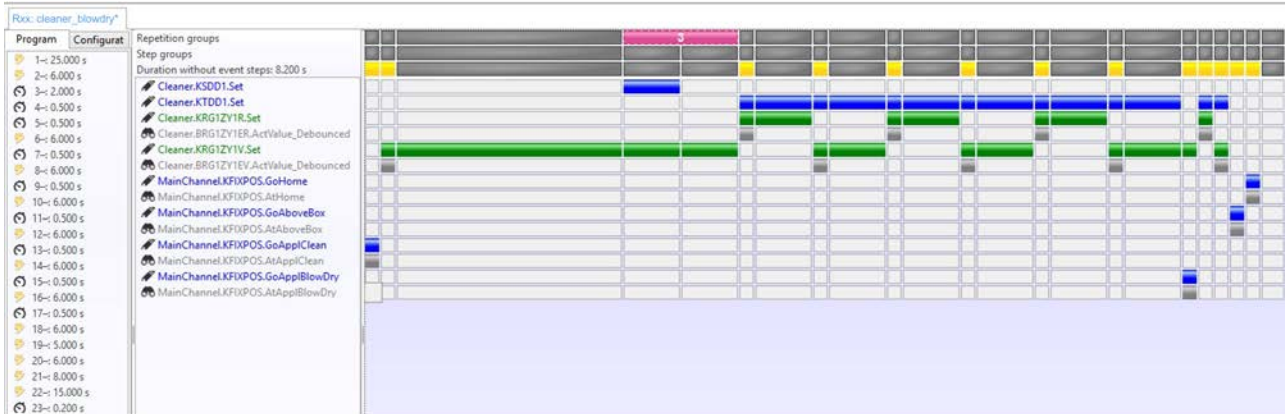 Rxx: cleaner_blowdry*
Program Configurat
1--: 25.000 s
2--: 6.000 s
3--: 2.000 s
4--: 0.500 s
5--: 0.500 s
6--: 6.000 s
7--: 0.500 s
8--: 6.000 s
9--: 0.500 s
10--: 6.000 s
11--: 0.500 s
12--: 6.000 s
13--: 0.500 s
14--: 6.000 s
15--: 0.500 s
16--: 6.000 s
17--: 0.500 s
18--: 6.000 s
19--: 5.000 s
20--: 6.000 s
21--: 8.000 s
22--: 15.000 s
23--: 0.200 s
Repetition groups
3
Step groups
Duration without event steps: 8.200 s
Cleaner.KSDD1.Set
Cleaner.KTDD1.Set
Cleaner.KRG1ZY1R.Set
Cleaner.BRG1ZY1ER.ActValue_Debounced
Cleaner.KRG1ZY1V.Set
Cleaner.BRG1ZY1EV.ActValue_Debounced
MainChannel.KFIXPOS.GoHome
MainChannel.KFIXPOS.AtHome
MainChannel.KFIXPOS.GoAboveBox
MainChannel.KFIXPOS.AtAboveBox
MainChannel.KFIXPOS.GoApplClean
MainChannel.KFIXPOS.AtApplClean
MainChannel.KFIXPOS.GoApplBlowDry
MainChannel.KFIXPOS.AtApplBlowDry